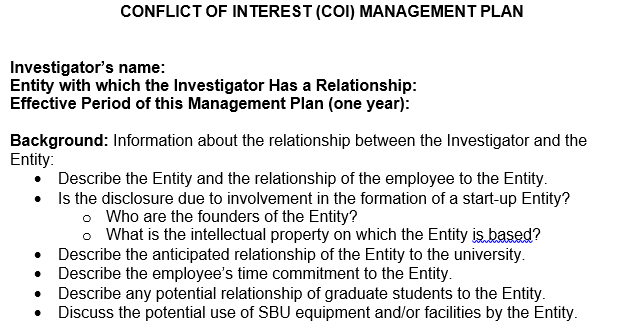 CONFLICT OF INTEREST (COI) MANAGEMENT PLAN
Investigator's name:
Entity with which the Investigator Has a Relationship:
Effective Period of this Management Plan (one year):
Background: Information about the relationship between the Investigator and the
Entity:
• Describe the Entity and the relationship of the employee to the Entity.
• Is the disclosure due to involvement in the formation of a start-up Entity?
o Who are the founders of the Entity?
o What is the intellectual property on which the Entity is based?
• Describe the anticipated relationship of the Entity to the university.
• Describe the employee's time commitment to the Entity.
• Describe any potential relationship of graduate students to the Entity.
• Discuss the potential use of SBU equipment and/or facilities by the Entity.